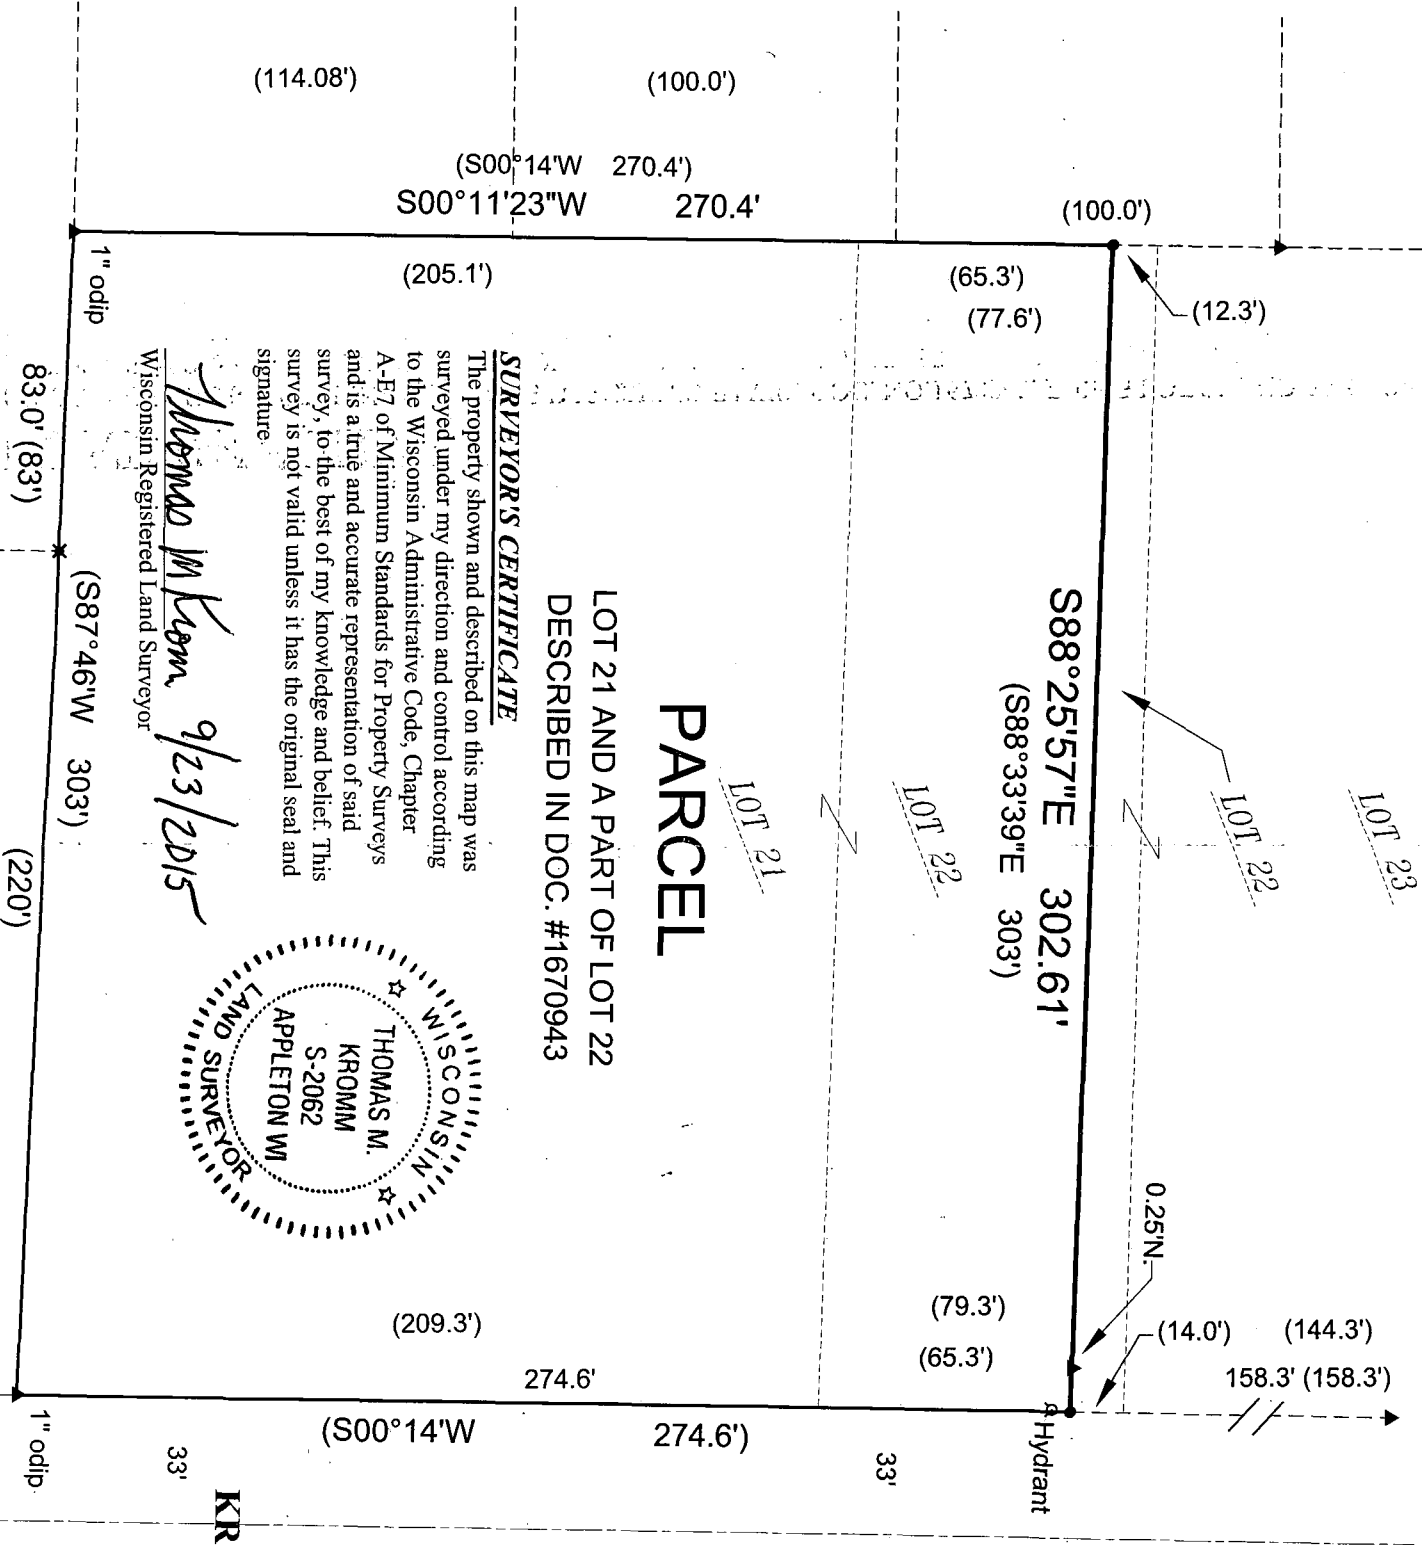 (114.08')
(100.0')
(S00°14'W 270.4')
S00°11'23"W 270.4'
(100.0')
(205.1')
(65.3')
(77.6')
(12.3')
1" odip
83.0' (83')
(S87°46'W 303')
(220')
S88°25'57"E 302.61'
(S88°33'39"E 303')
LOT 23
LOT 22
LOT 22
LOT 21
PARCEL
LOT 21 AND A PART OF LOT 22
DESCRIBED IN DOC. #1670943
SURVEYOR'S CERTIFICATE
The property shown and described on this map was
surveyed under my direction and control according
to the Wisconsin Administrative Code, Chapter
A-E7 of Minimum Standards for Property Surveys
and is a true and accurate representation of said
survey, to the best of my knowledge and belief. This
survey is not valid unless it has the original seal and
signature.
Thomas M Kromm 9/23/2015
Wisconsin Registered Land Surveyor
WISCONSIN
THOMAS M.
KROMM
S-2062
APPLETON WI
LAND SURVEYOR
0.25'N.
(79.3')
(65.3')
(14.0')
(144.3')
158.3' (158.3')
(209.3')
274.6'
(S00°14'W 274.6')
Hydrant
33'
33'
1" odip
KR